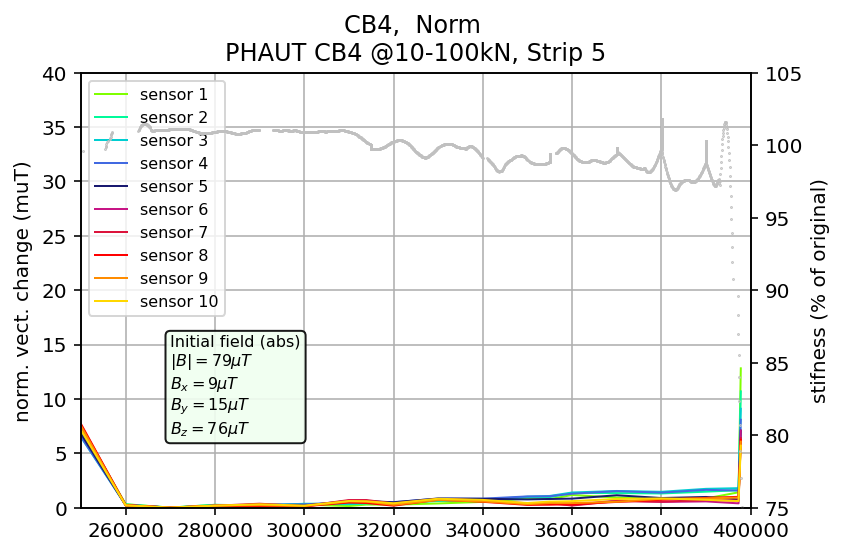 CB4,  Norm
PHAUT CB4 @10-100kN, Strip 5
norm. vect. change (muT)
40
35
30
25
20
15
10
5
0
sensor 1
sensor 2
sensor 3
sensor 4
sensor 5
sensor 6
sensor 7
sensor 8
sensor 9
sensor 10
Initial field (abs)
|B| = 79μT
Bx = 9μT
By = 15μT
Bz = 76μT
105
100
95
90
85
80
75
stifness (% of original)
260000 280000 300000 320000 340000 360000 380000 400000